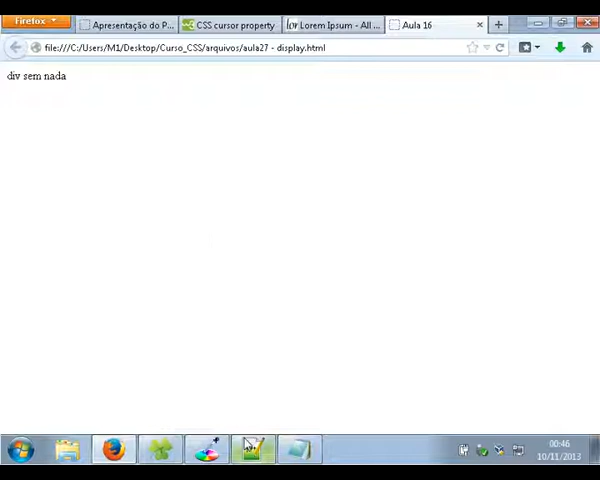 Firefox
Apresentação do P...
CSS cursor property
Lorem Ipsum - All ...
Aula 16
file:///C:/Users/M1/Desktop/Curso_CSS/arquivos/aula27 - display.html
div sem nada
00:46
10/11/2013